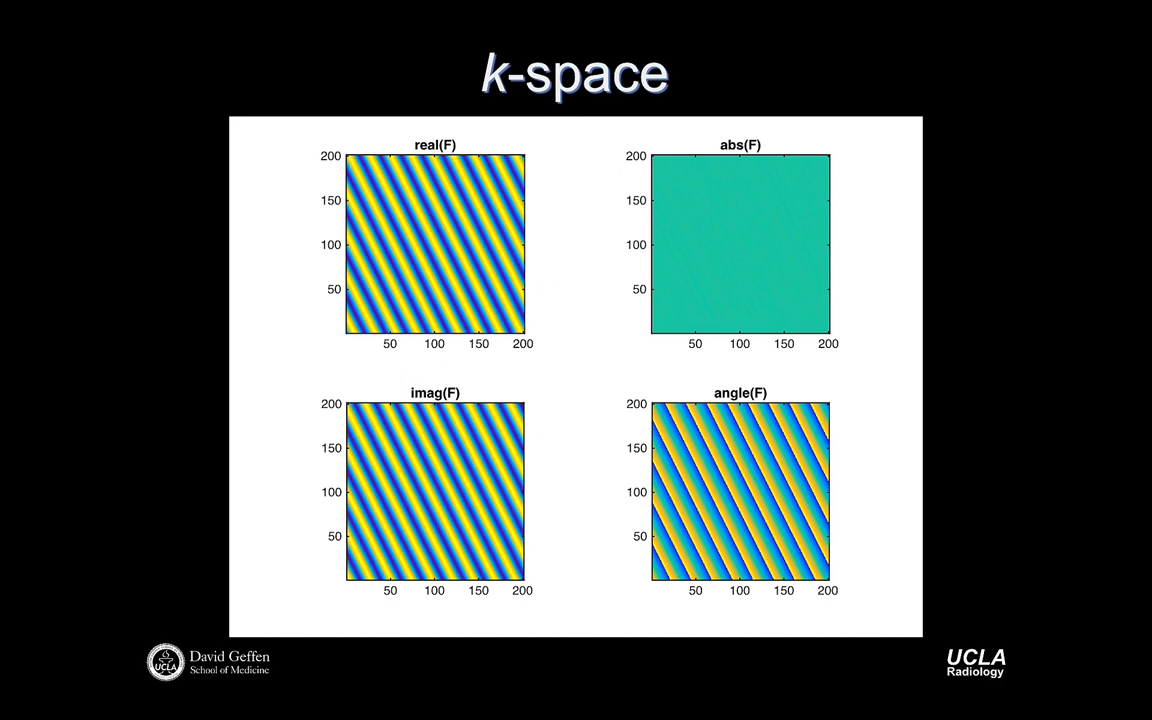 k-space
real(F)
200
150
100
50
50 100 150 200
abs(F)
200
150
100
50
50 100 150 200
imag(F)
200
150
100
50
50 100 150 200
angle(F)
200
150
100
50
50 100 150 200
UCLA
David Geffen
School of Medicine
UCLA
Radiology